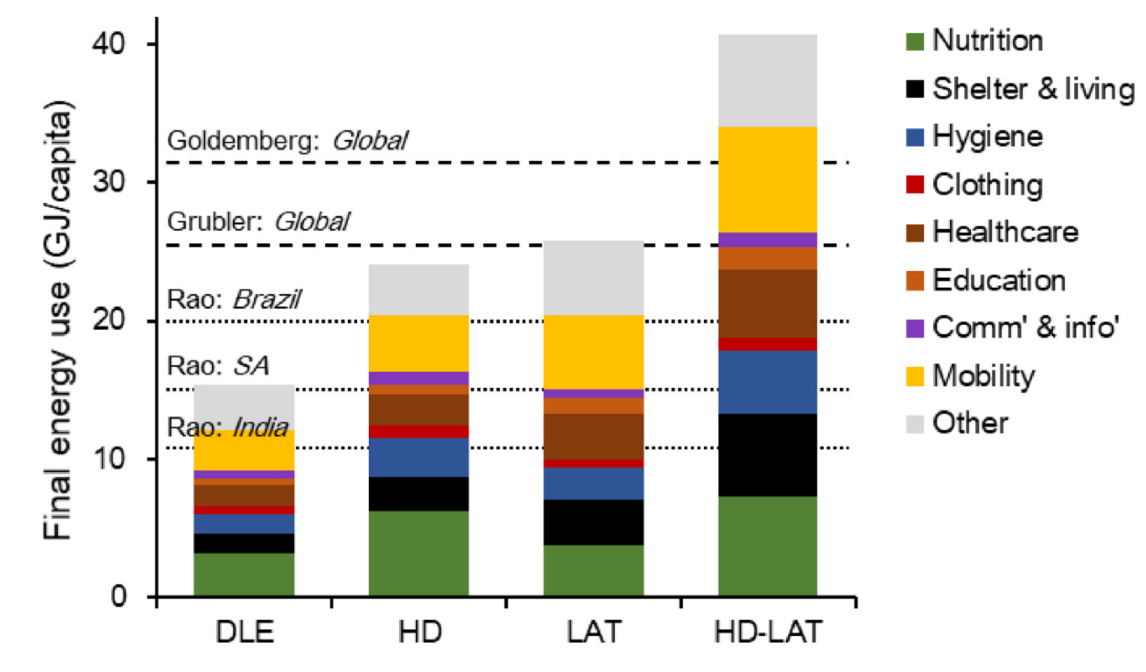 Final energy use (GJ/capita)
40
30
20
10
0
Goldemberg: Global
Grubler: Global
Rao: Brazil
Rao: SA
Rao: India
DLE
HD
LAT
HD-LAT
Nutrition
Shelter & living
Hygiene
Clothing
Healthcare
Education
Comm' & info'
Mobility
Other